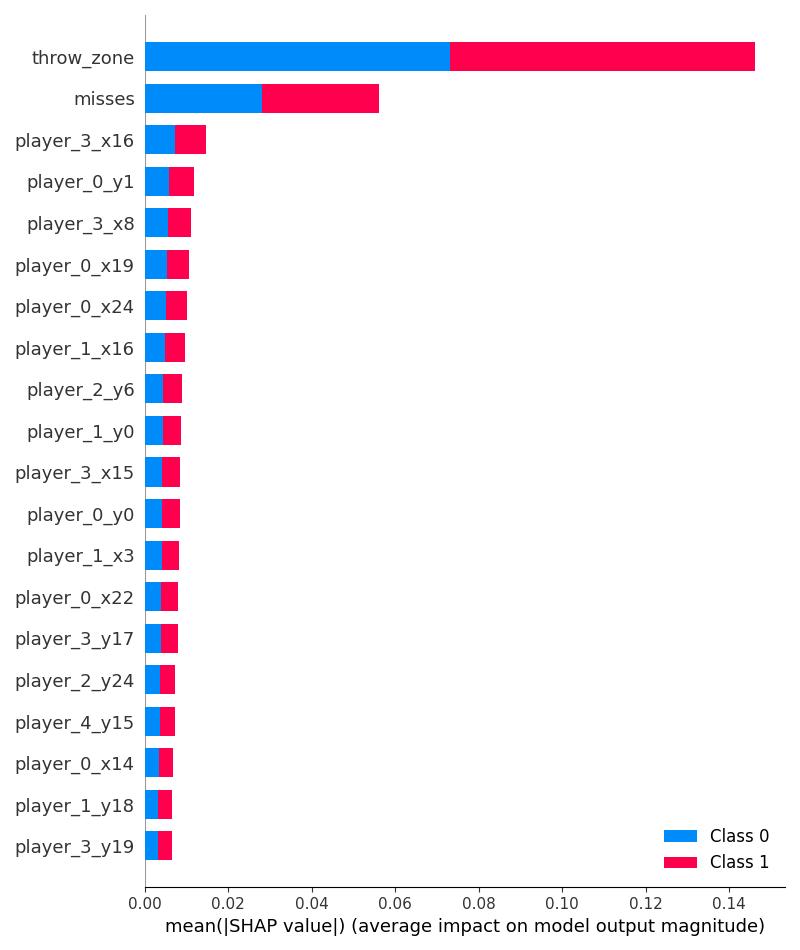 throw_zone
misses
player_3_x16
player_0_y1
player_3_x8
player_0_x19
player_0_x24
player_1_x16
player_2_y6
player_1_y0
player_3_x15
player_0_y0
player_1_x3
player_0_x22
player_3_y17
player_2_y24
player_4_y15
player_0_x14
player_1_y18
player_3_y19
Class 0
Class 1
0.00 0.02 0.04 0.06 0.08 0.10 0.12 0.14
mean(|SHAP value|) (average impact on model output magnitude)